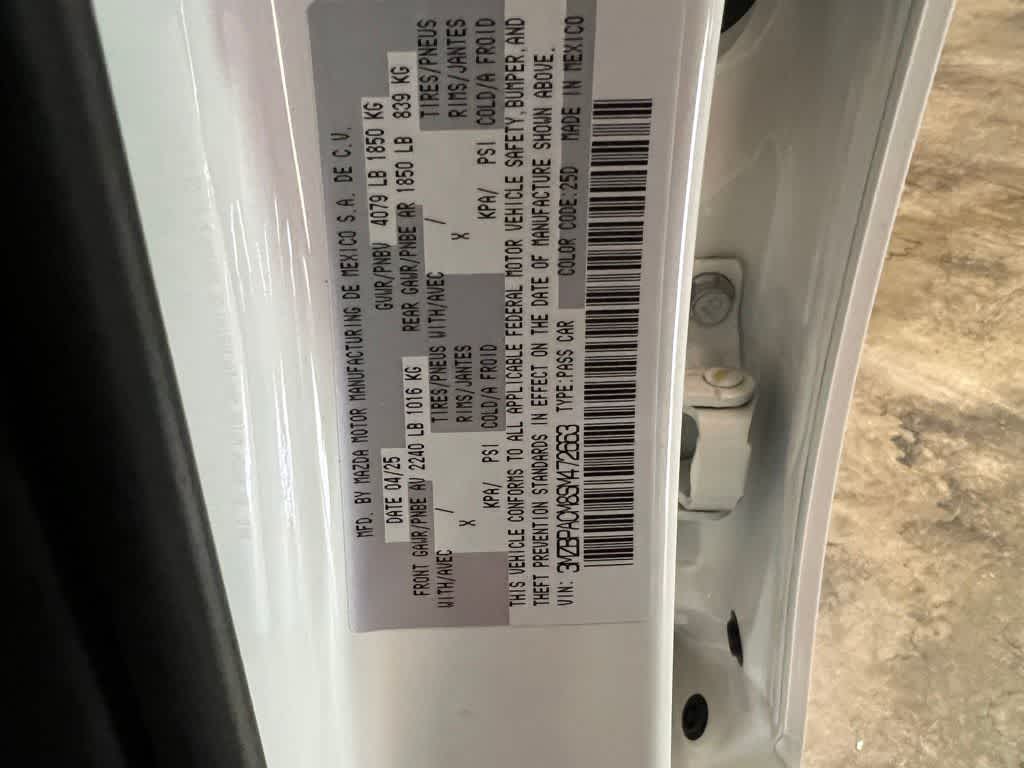 MFD. BY MAZDA MOTOR MANUFACTURING DE MEXICO S.A. DE C.V.
DATE 04/25 GVWR/PNBV 4079 LB 1850 KG
FRONT GAWR/PNBE AV 2240 LB 1016 KG REAR GAWR/PNBE AR 1850 LB 839 KG
WITH/AVEC / TIRES/PNEUS WITH/AVEC / TIRES/PNEUS
X RIMS/JANTES X RIMS/JANTES
KPA/ PSI COLD/A FROID KPA/ PSI COLD/A FROID
THIS VEHICLE CONFORMS TO ALL APPLICABLE FEDERAL MOTOR VEHICLE SAFETY,BUMPER,AND
THEFT PREVENTION STANDARDS IN EFFECT ON THE DATE OF MANUFACTURE SHOWN ABOVE.
VIN: 3MZBPACM8SM472663 TYPE:PASS CAR COLOR CODE:25D MADE IN MEXICO